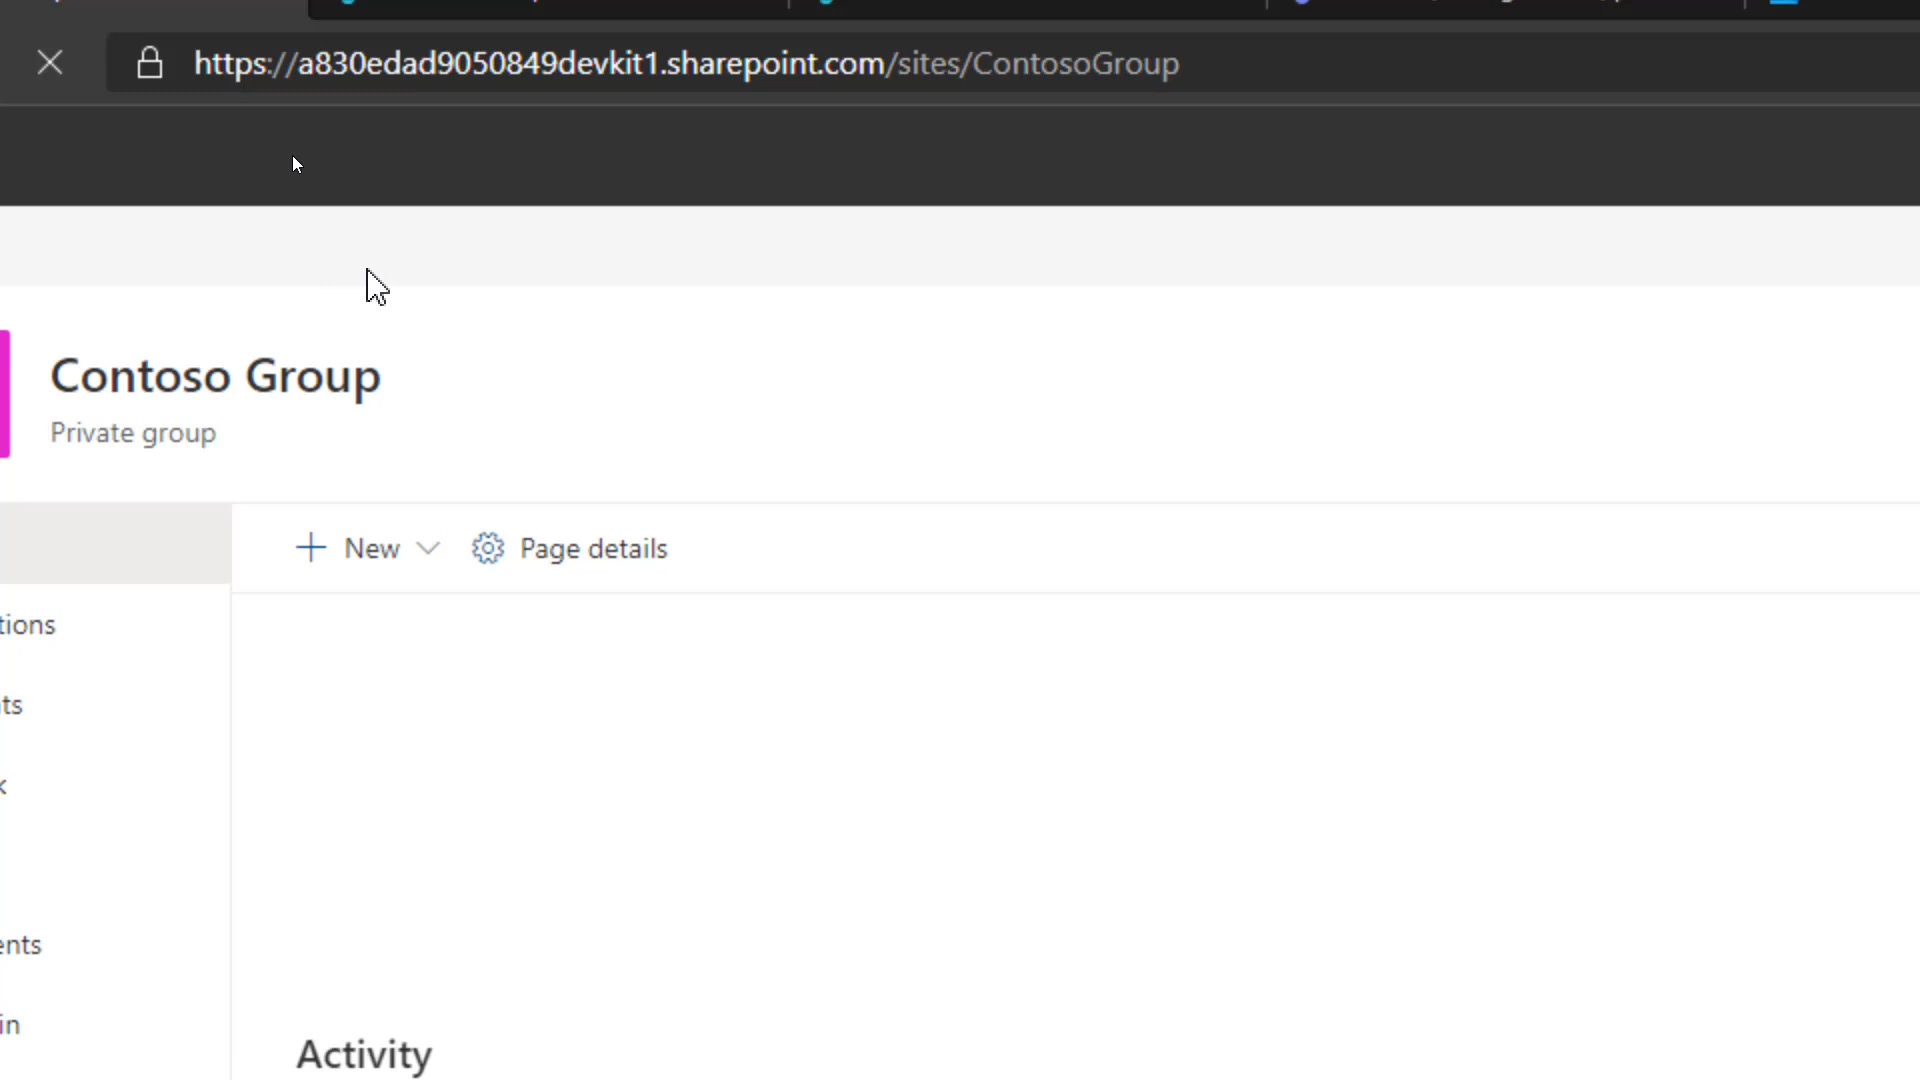 https://a830edad9050849devkit1.sharepoint.com/sites/ContosoGroup
Contoso Group
Private group
New
Page details
tions
ts
k
ents
in
Activity